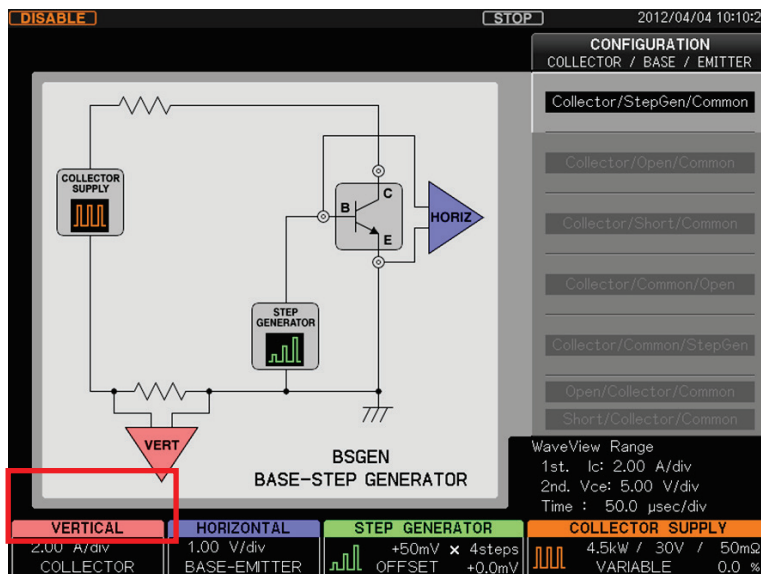 DISABLE
STOP
2012/04/04 10:10:2
CONFIGURATION
COLLECTOR / BASE / EMITTER
Collector/StepGen/Common
Collector/Open/Common
Collector/Short/Common
Collector/Common/Open
Collector/Common/StepGen
Open/Collector/Common
Short/Collector/Common
COLLECTOR
SUPPLY
C
B
E
HORIZ
STEP
GENERATOR
VERT
BSGEN
BASE-STEP GENERATOR
WaveView Range
1st. Ic: 2.00 A/div
2nd. Vce: 5.00 V/div
Time : 50.0 μsec/div
VERTICAL
2.00 A/div
COLLECTOR
HORIZONTAL
1.00 V/div
BASE-EMITTER
STEP GENERATOR
+50mV × 4steps
OFFSET +0.0mV
COLLECTOR SUPPLY
4.5kW / 30V / 50mΩ
VARIABLE 0.0 %